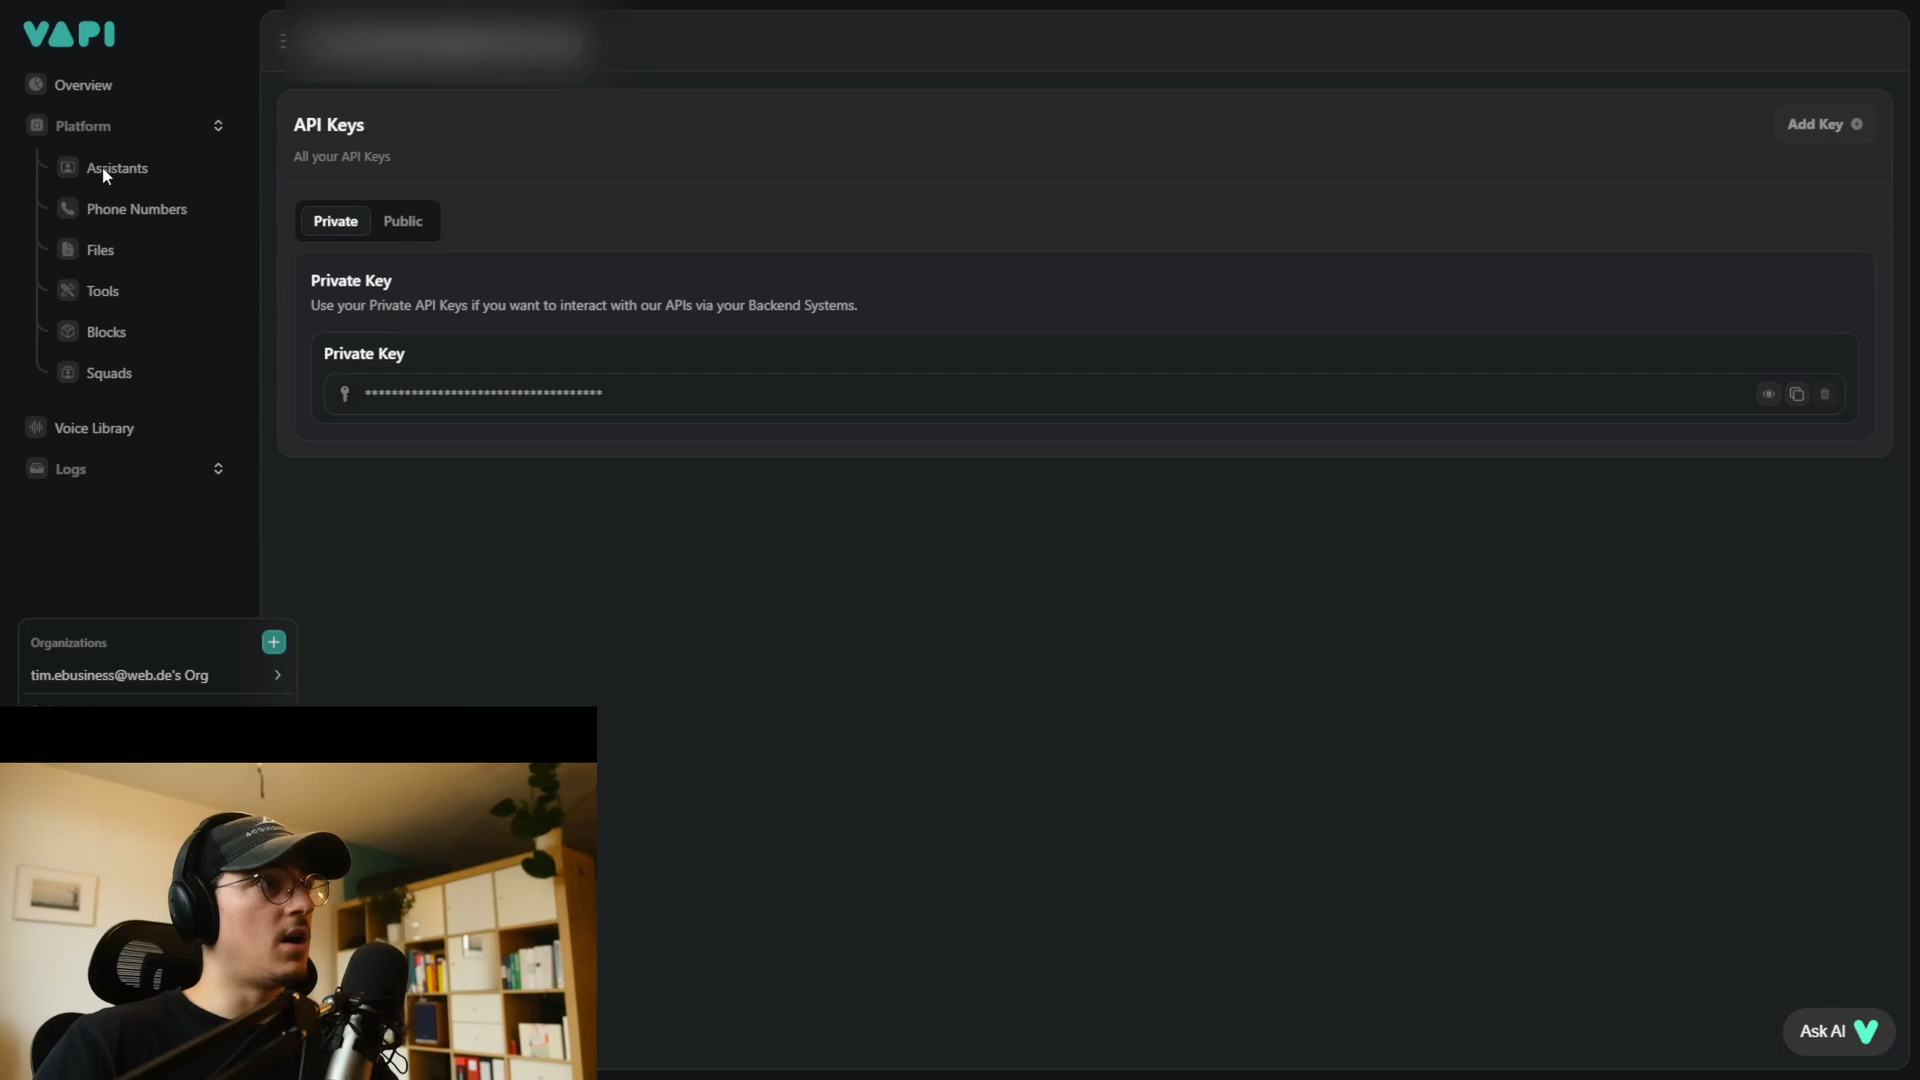 VAPI
Overview
Platform
Assistants
Phone Numbers
Files
Tools
Blocks
Squads
Voice Library
Logs
Organizations
tim.ebusiness@web.de's Org
API Keys
Add Key
All your API Keys
Private
Public
Private Key
Use your Private API Keys if you want to interact with our APIs via your Backend Systems.
Private Key
************************************
Ask AI